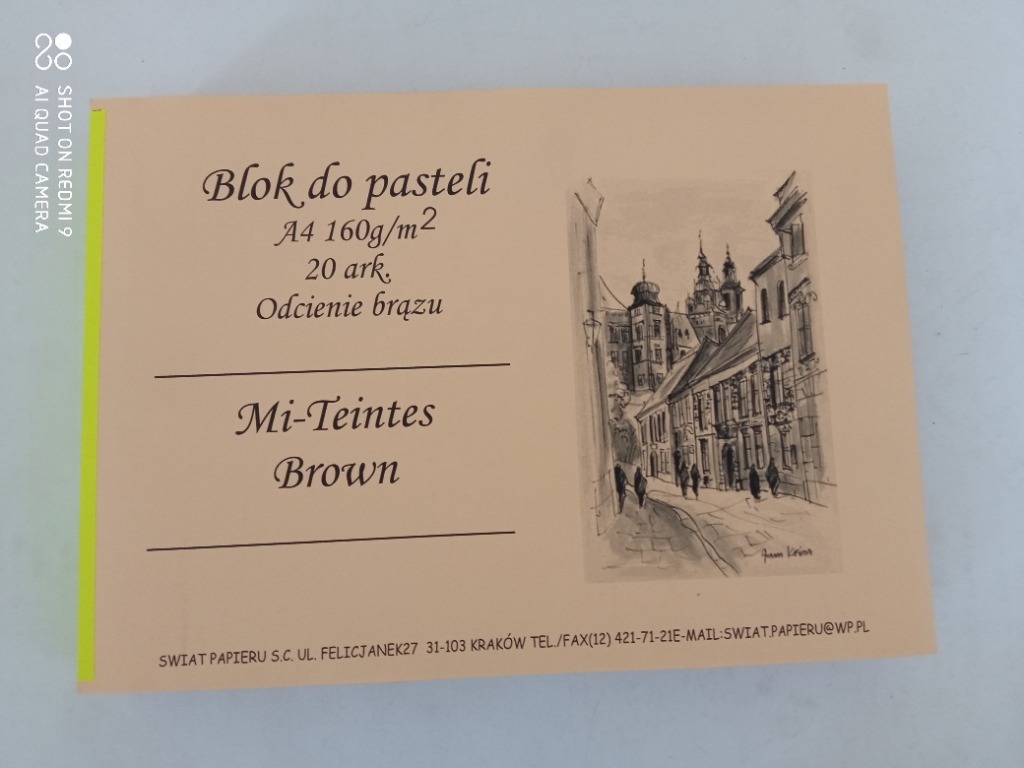 Blok do pasteli
A4 160g/m²
20 ark.
Odcienie brązu
Mi-Teintes
Brown
SWIAT PAPIERU S.C. UL. FELICJANEK27 31-103 KRAKÓW TEL./FAX(12) 421-71-21E-MAIL:SWIAT.PAPIERU@WP.PL
SHOT ON REDMI 9
AI QUAD CAMERA